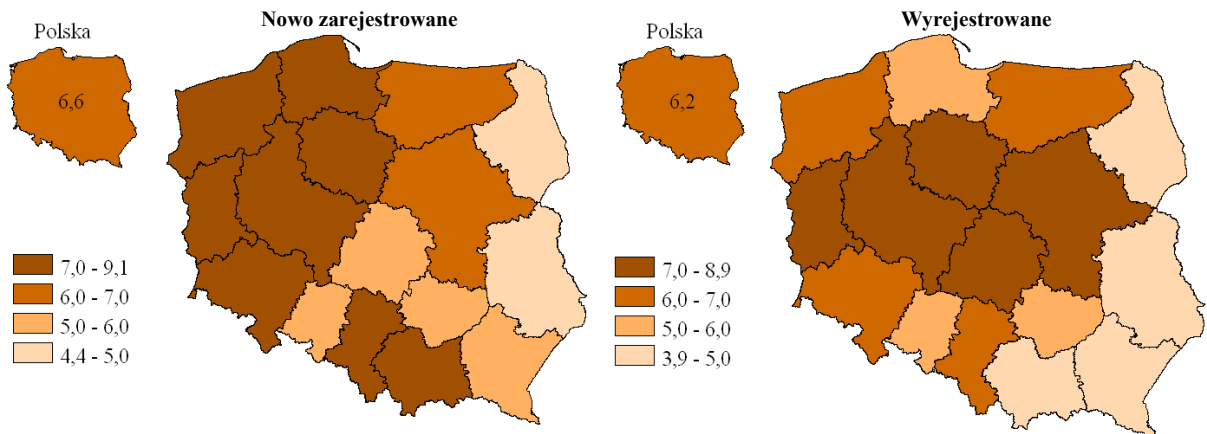 Nowo zarejestrowane
Polska
6,6
7,0 - 9,1
6,0 - 7,0
5,0 - 6,0
4,4 - 5,0
Wyrejestrowane
Polska
6,2
7,0 - 8,9
6,0 - 7,0
5,0 - 6,0
3,9 - 5,0